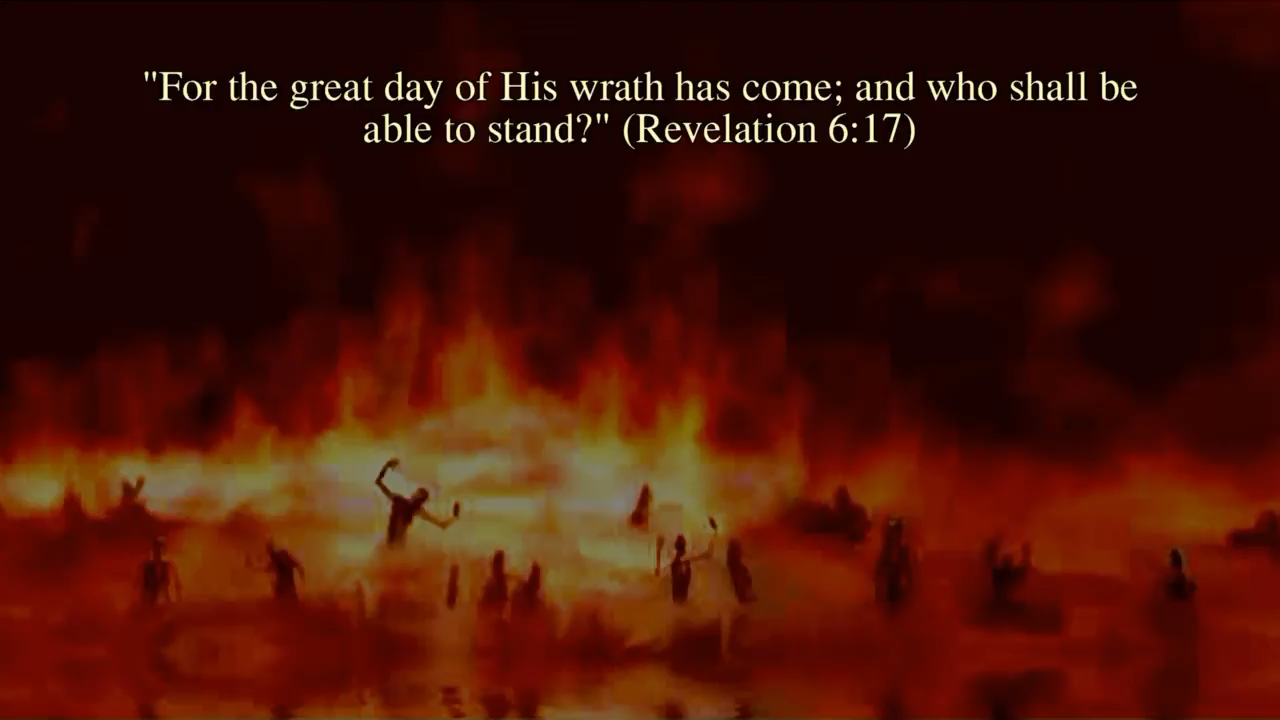 "For the great day of His wrath has come; and who shall be
able to stand?" (Revelation 6:17)